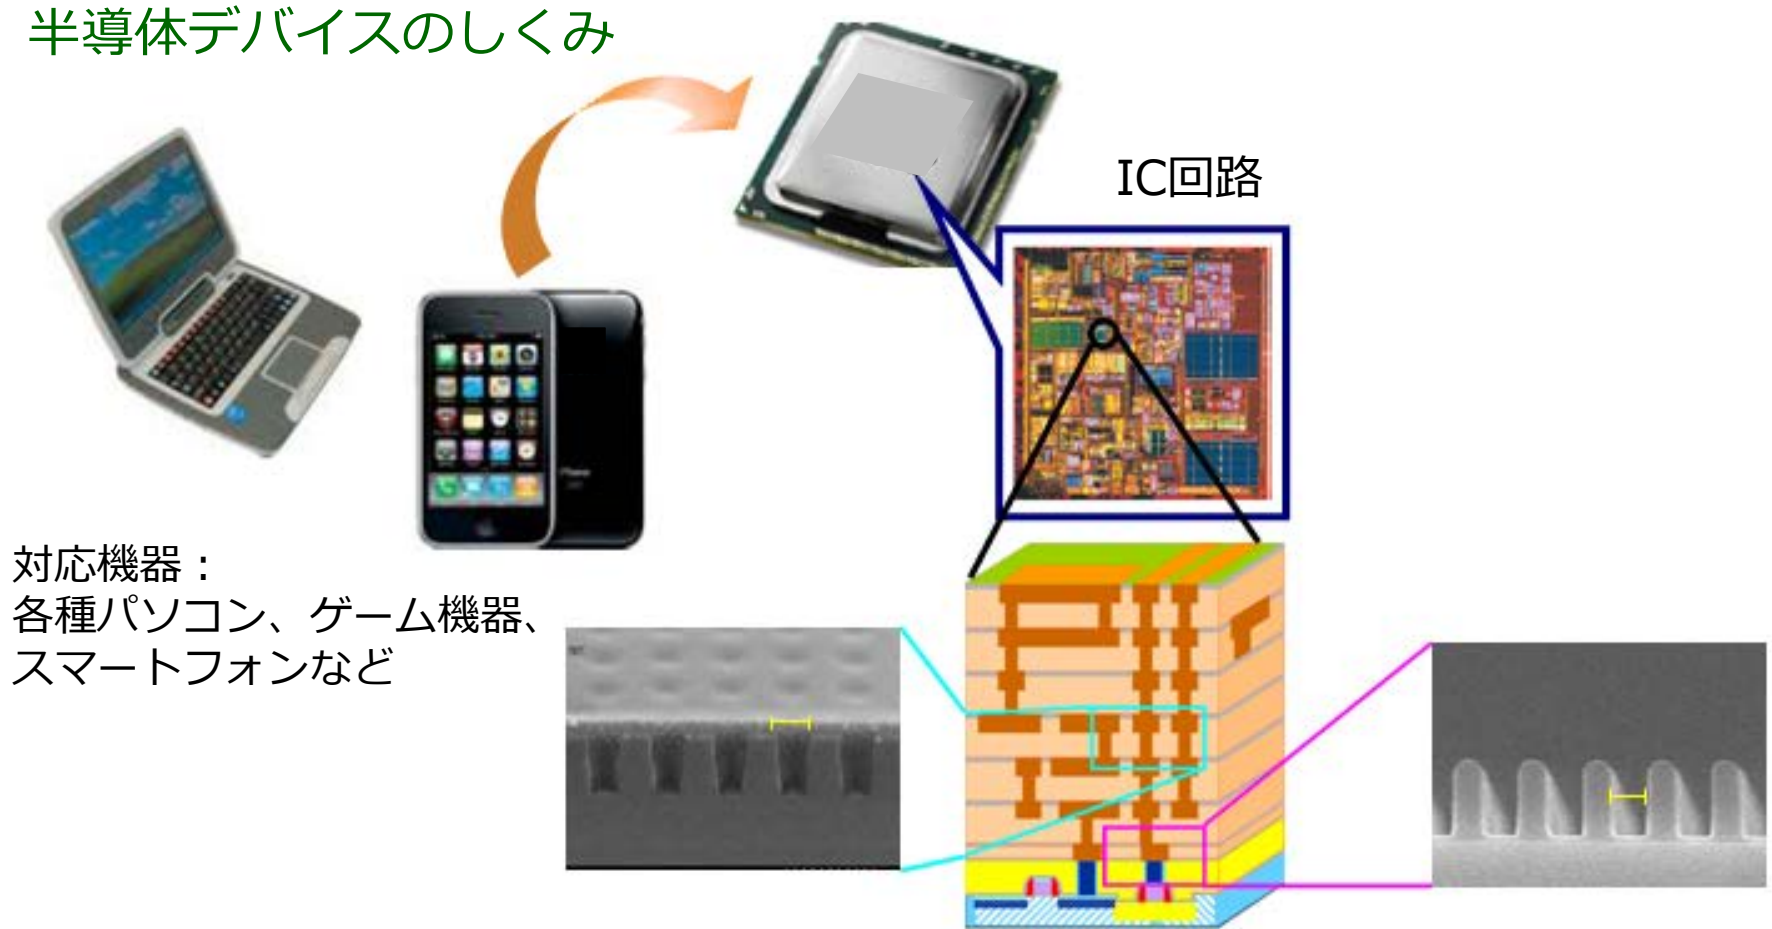 半導体デバイスのしくみ
IC回路
対応機器：
各種パソコン、ゲーム機器、
スマートフォンなど